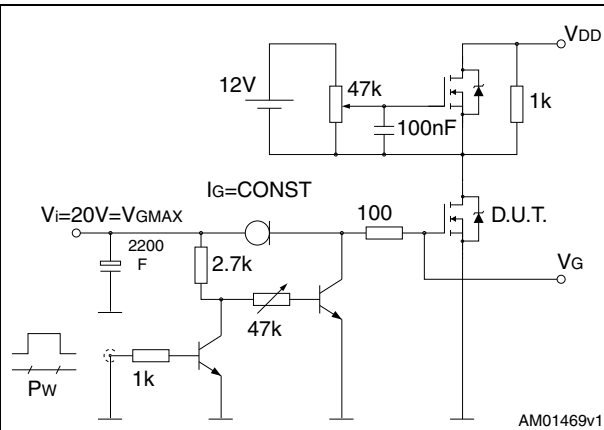 VDD
12V
47k
1k
100nF
IG=CONST
Vi=20V=VGMAX
100
D.U.T.
2200
F
2.7k
VG
47k
1k
PW
AM01469v1